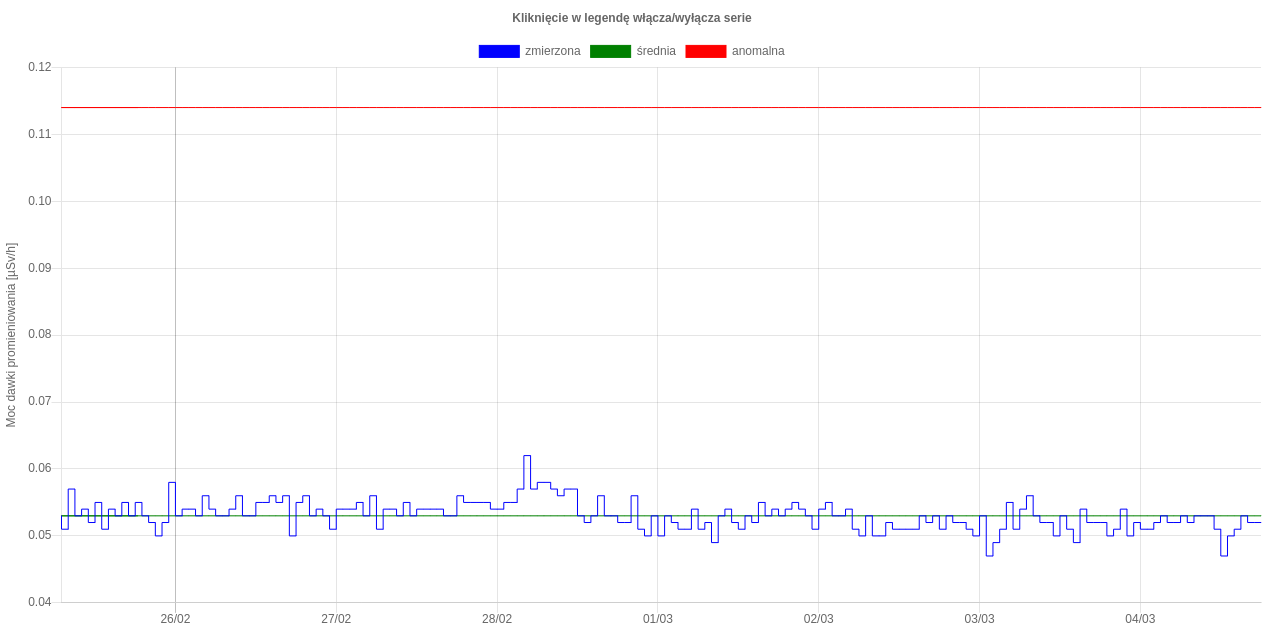 Kliknięcie w legendę włącza/wyłącza serie
zmierzona średnia anomalna
0.12
0.11
0.10
0.09
0.08
0.07
0.06
0.05
0.04
Moc dawki promieniowania [µSv/h]
26/02 27/02 28/02 01/03 02/03 03/03 04/03